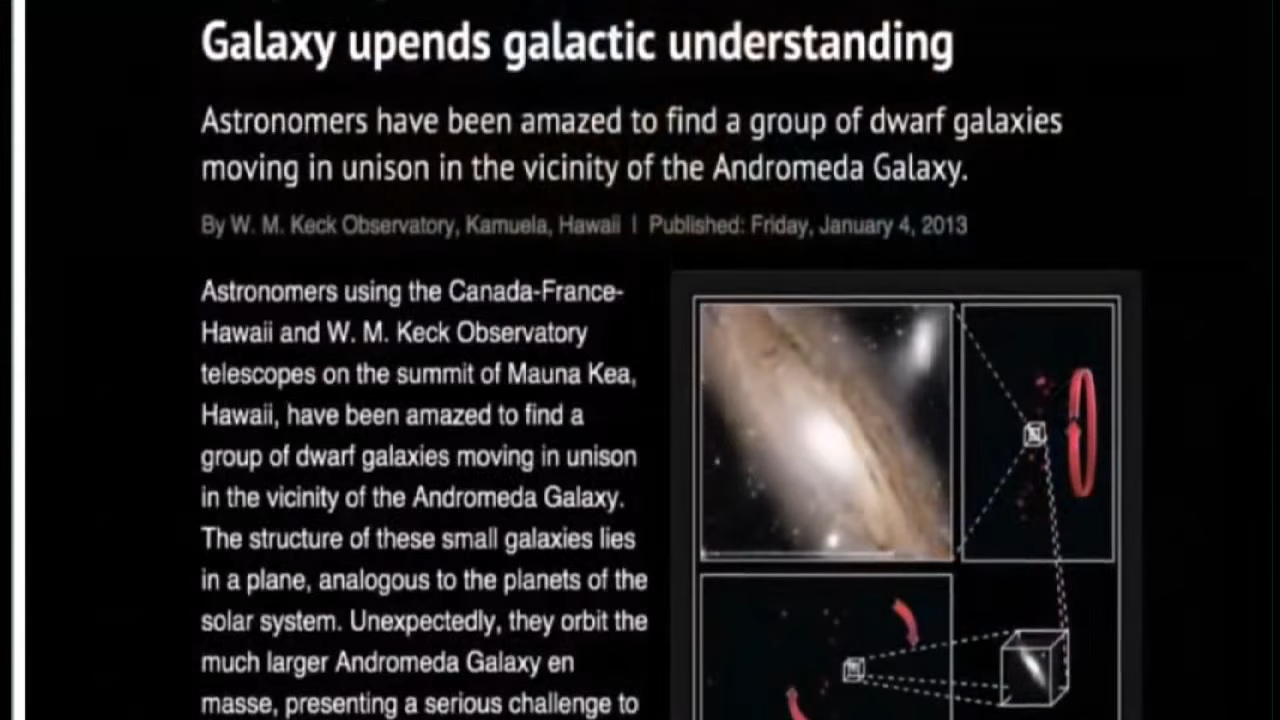 Galaxy upends galactic understanding
Astronomers have been amazed to find a group of dwarf galaxies
moving in unison in the vicinity of the Andromeda Galaxy.
By W. M. Keck Observatory, Kamuela, Hawaii | Published: Friday, January 4, 2013
Astronomers using the Canada-France-
Hawaii and W. M. Keck Observatory
telescopes on the summit of Mauna Kea,
Hawaii, have been amazed to find a
group of dwarf galaxies moving in unison
in the vicinity of the Andromeda Galaxy.
The structure of these small galaxies lies
in a plane, analogous to the planets of the
solar system. Unexpectedly, they orbit the
much larger Andromeda Galaxy en
masse, presenting a serious challenge to